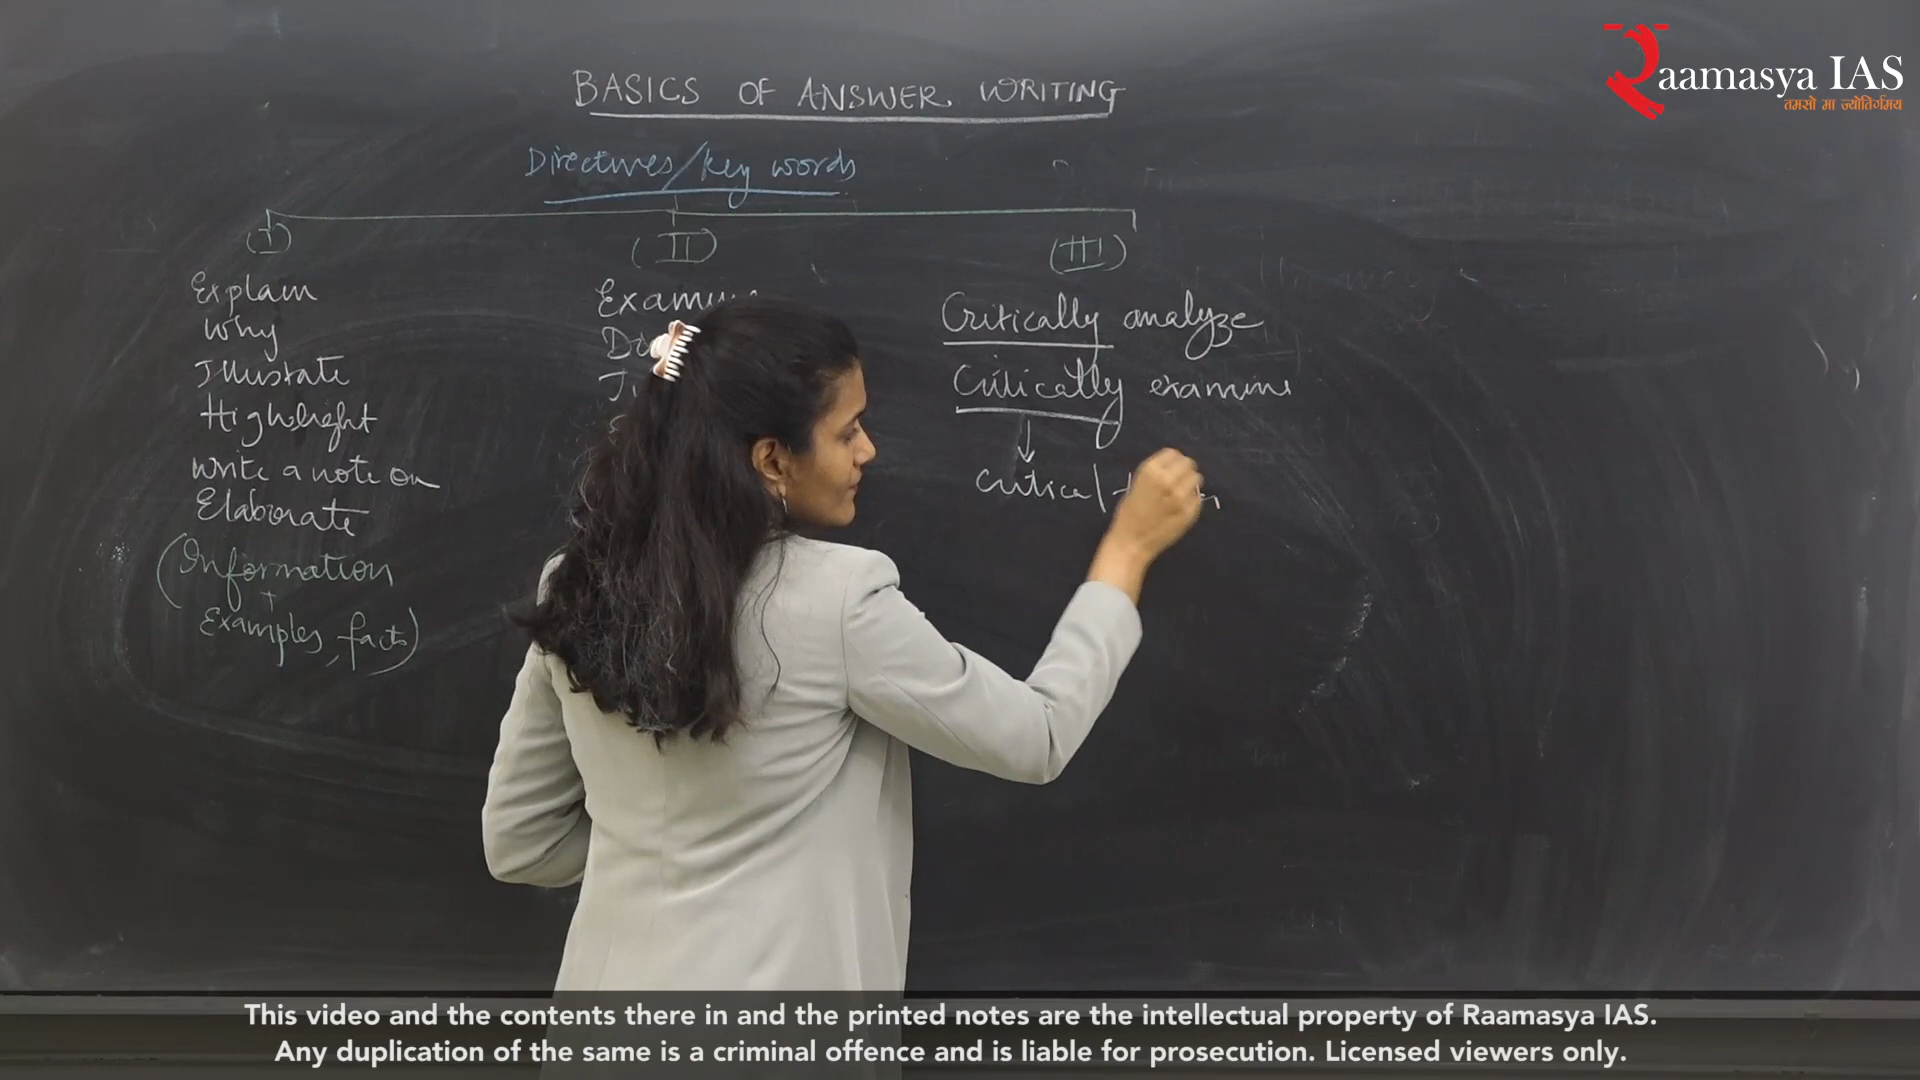 Raamasya IAS
तमसो मा ज्योतिर्गमय
BASICS OF ANSWER WRITING
Directives/key words
(I)
(II)
(III)
Explain
Why
Illustrate
Highlight
Write a note on
Elaborate
(Information
+
Examples, facts)
Critically analyze
Critically examine
↓
critical
This video and the contents there in and the printed notes are the intellectual property of Raamasya IAS.
Any duplication of the same is a criminal offence and is liable for prosecution. Licensed viewers only.